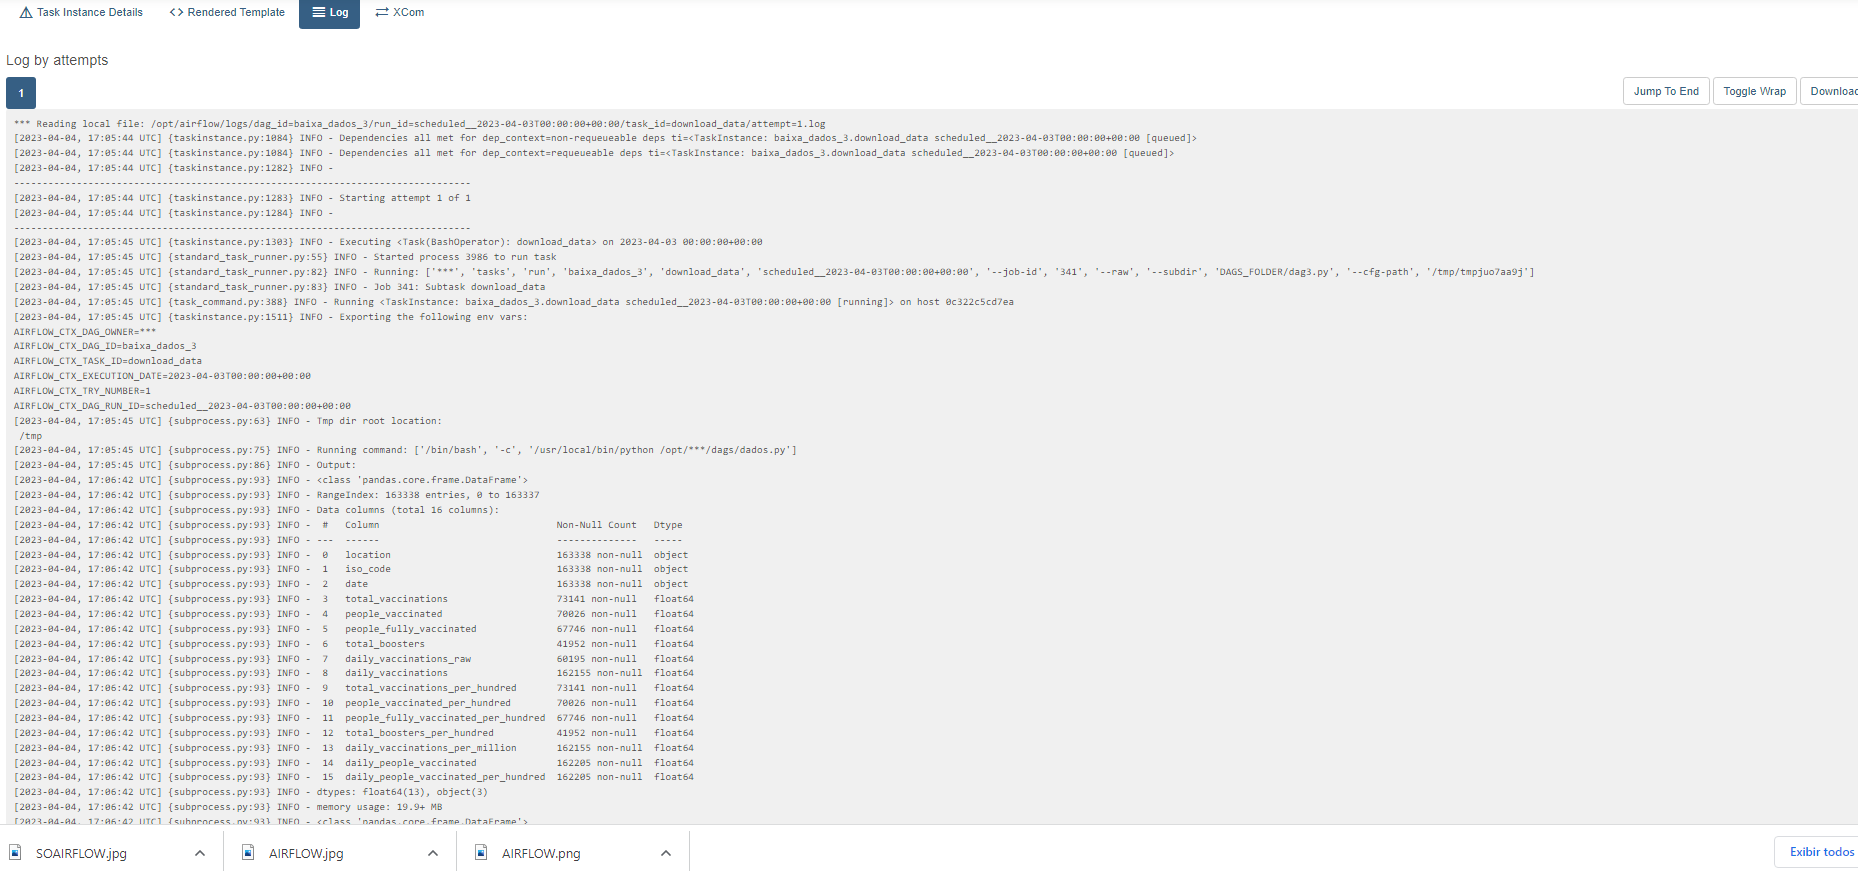 Task Instance Details <> Rendered Template Log XCom
Log by attempts
1
Jump To End Toggle Wrap Download
*** Reading local file: /opt/airflow/logs/dag_id=baixa_dados_3/run_id=scheduled__2023-04-03T00:00:00+00:00/task_id=download_data/attempt=1.log
[2023-04-04, 17:05:44 UTC] {taskinstance.py:1084} INFO - Dependencies all met for dep_context=non-requeueable deps ti=<TaskInstance: baixa_dados_3.download_data scheduled__2023-04-03T00:00:00+00:00 [queued]>
[2023-04-04, 17:05:44 UTC] {taskinstance.py:1084} INFO - Dependencies all met for dep_context=requeueable deps ti=<TaskInstance: baixa_dados_3.download_data scheduled__2023-04-03T00:00:00+00:00 [queued]>
[2023-04-04, 17:05:44 UTC] {taskinstance.py:1282} INFO -
--------------------------------------------------------------------------------
[2023-04-04, 17:05:44 UTC] {taskinstance.py:1283} INFO - Starting attempt 1 of 1
[2023-04-04, 17:05:44 UTC] {taskinstance.py:1284} INFO -
--------------------------------------------------------------------------------
[2023-04-04, 17:05:45 UTC] {taskinstance.py:1303} INFO - Executing <Task(BashOperator): download_data> on 2023-04-03 00:00:00+00:00
[2023-04-04, 17:05:45 UTC] {standard_task_runner.py:55} INFO - Started process 3986 to run task
[2023-04-04, 17:05:45 UTC] {standard_task_runner.py:82} INFO - Running: ['***', 'tasks', 'run', 'baixa_dados_3', 'download_data', 'scheduled__2023-04-03T00:00:00+00:00', '--job-id', '341', '--raw', '--subdir', 'DAGS_FOLDER/dag3.py', '--cfg-path', '/tmp/tmpjuo7aa9j']
[2023-04-04, 17:05:45 UTC] {standard_task_runner.py:83} INFO - Job 341: Subtask download_data
[2023-04-04, 17:05:45 UTC] {task_command.py:388} INFO - Running <TaskInstance: baixa_dados_3.download_data scheduled__2023-04-03T00:00:00+00:00 [running]> on host 0c322c5cd7ea
[2023-04-04, 17:05:45 UTC] {taskinstance.py:1511} INFO - Exporting the following env vars:
AIRFLOW_CTX_DAG_OWNER=***
AIRFLOW_CTX_DAG_ID=baixa_dados_3
AIRFLOW_CTX_TASK_ID=download_data
AIRFLOW_CTX_EXECUTION_DATE=2023-04-03T00:00:00+00:00
AIRFLOW_CTX_TRY_NUMBER=1
AIRFLOW_CTX_DAG_RUN_ID=scheduled__2023-04-03T00:00:00+00:00
[2023-04-04, 17:05:45 UTC] {subprocess.py:63} INFO - Tmp dir root location:
/tmp
[2023-04-04, 17:05:45 UTC] {subprocess.py:75} INFO - Running command: ['/bin/bash', '-c', '/usr/local/bin/python /opt/***/dags/dados.py']
[2023-04-04, 17:05:45 UTC] {subprocess.py:86} INFO - Output:
[2023-04-04, 17:06:42 UTC] {subprocess.py:93} INFO - <class 'pandas.core.frame.DataFrame'>
[2023-04-04, 17:06:42 UTC] {subprocess.py:93} INFO - RangeIndex: 163338 entries, 0 to 163337
[2023-04-04, 17:06:42 UTC] {subprocess.py:93} INFO - Data columns (total 16 columns):
[2023-04-04, 17:06:42 UTC] {subprocess.py:93} INFO - # Column Non-Null Count Dtype
[2023-04-04, 17:06:42 UTC] {subprocess.py:93} INFO - --- ------ -------------- -----
[2023-04-04, 17:06:42 UTC] {subprocess.py:93} INFO - 0 location 163338 non-null object
[2023-04-04, 17:06:42 UTC] {subprocess.py:93} INFO - 1 iso_code 163338 non-null object
[2023-04-04, 17:06:42 UTC] {subprocess.py:93} INFO - 2 date 163338 non-null object
[2023-04-04, 17:06:42 UTC] {subprocess.py:93} INFO - 3 total_vaccinations 73141 non-null float64
[2023-04-04, 17:06:42 UTC] {subprocess.py:93} INFO - 4 people_vaccinated 70026 non-null float64
[2023-04-04, 17:06:42 UTC] {subprocess.py:93} INFO - 5 people_fully_vaccinated 67746 non-null float64
[2023-04-04, 17:06:42 UTC] {subprocess.py:93} INFO - 6 total_boosters 41952 non-null float64
[2023-04-04, 17:06:42 UTC] {subprocess.py:93} INFO - 7 daily_vaccinations_raw 60195 non-null float64
[2023-04-04, 17:06:42 UTC] {subprocess.py:93} INFO - 8 daily_vaccinations 162155 non-null float64
[2023-04-04, 17:06:42 UTC] {subprocess.py:93} INFO - 9 total_vaccinations_per_hundred 73141 non-null float64
[2023-04-04, 17:06:42 UTC] {subprocess.py:93} INFO - 10 people_vaccinated_per_hundred 70026 non-null float64
[2023-04-04, 17:06:42 UTC] {subprocess.py:93} INFO - 11 people_fully_vaccinated_per_hundred 67746 non-null float64
[2023-04-04, 17:06:42 UTC] {subprocess.py:93} INFO - 12 total_boosters_per_hundred 41952 non-null float64
[2023-04-04, 17:06:42 UTC] {subprocess.py:93} INFO - 13 daily_vaccinations_per_million 162155 non-null float64
[2023-04-04, 17:06:42 UTC] {subprocess.py:93} INFO - 14 daily_people_vaccinated 162205 non-null float64
[2023-04-04, 17:06:42 UTC] {subprocess.py:93} INFO - 15 daily_people_vaccinated_per_hundred 162205 non-null float64
[2023-04-04, 17:06:42 UTC] {subprocess.py:93} INFO - dtypes: float64(13), object(3)
[2023-04-04, 17:06:42 UTC] {subprocess.py:93} INFO - memory usage: 19.9+ MB
[2023-04-04, 17:06:42 UTC] {subprocess.py:93} INFO - <class 'pandas.core.frame.DataFrame'>
SOAIRFLOW.jpg AIRFLOW.jpg AIRFLOW.png Exibir todos